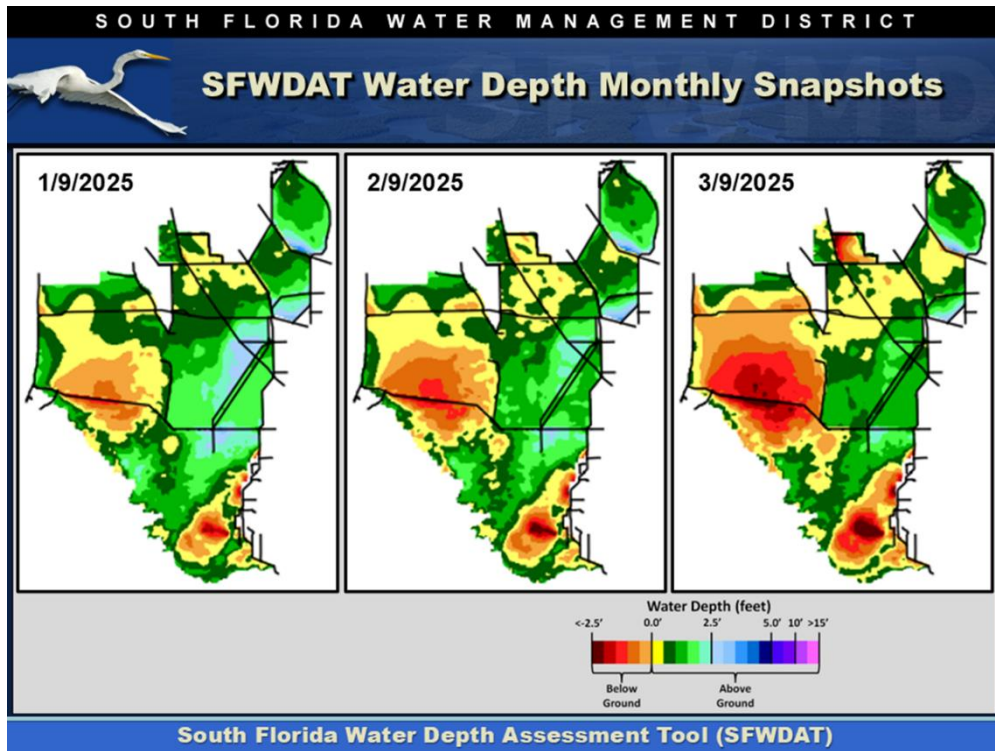 SOUTH FLORIDA WATER MANAGEMENT DISTRICT
SFWDAT Water Depth Monthly Snapshots
SFWMD
1/9/2025
2/9/2025
3/9/2025
Water Depth (feet)
<-2.5' 0.0' 2.5' 5.0' 10' >15'
Below Ground
Above Ground
South Florida Water Depth Assessment Tool (SFWDAT)